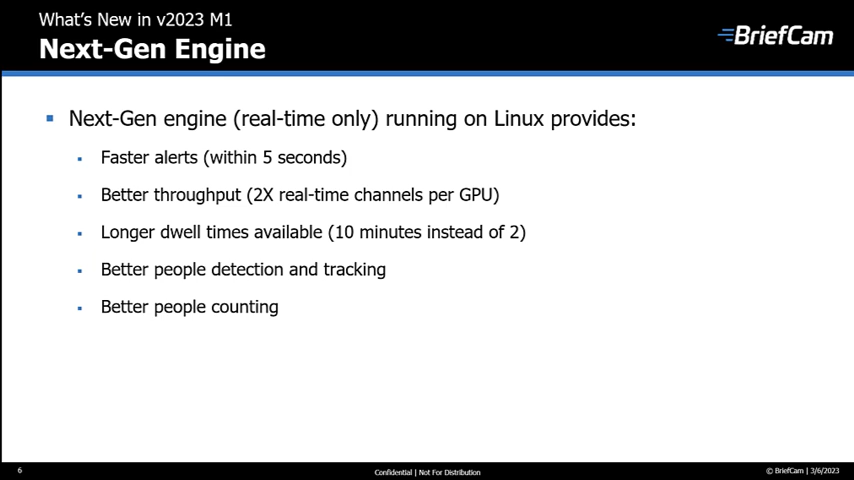 What's New in v2023 M1
Next-Gen Engine
BriefCam
▪ Next-Gen engine (real-time only) running on Linux provides:
▪ Faster alerts (within 5 seconds)
▪ Better throughput (2X real-time channels per GPU)
▪ Longer dwell times available (10 minutes instead of 2)
▪ Better people detection and tracking
▪ Better people counting
6
Confidential | Not For Distribution
© BriefCam | 3/6/2023